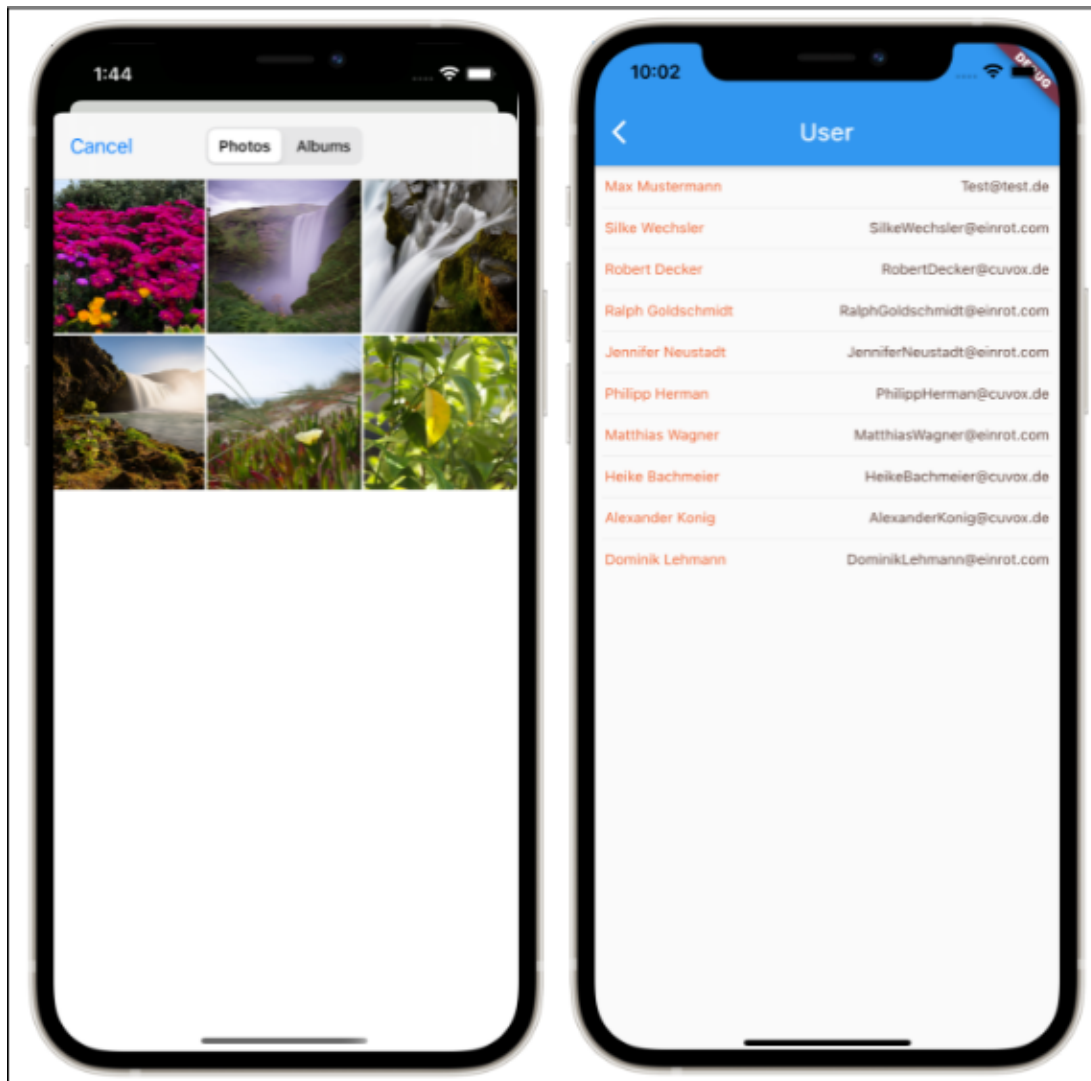 1:44
Cancel
Photos
Albums
10:02
DEBUG
User
Max Mustermann Test@test.de
Silke Wechsler SilkeWechsler@einrot.com
Robert Decker RobertDecker@cuvox.de
Ralph Goldschmidt RalphGoldschmidt@einrot.com
Jennifer Neustadt JenniferNeustadt@einrot.com
Philipp Herman PhilippHerman@cuvox.de
Matthias Wagner MatthiasWagner@einrot.com
Heike Bachmeier HeikeBachmeier@cuvox.de
Alexander Konig AlexanderKonig@cuvox.de
Dominik Lehmann DominikLehmann@einrot.com